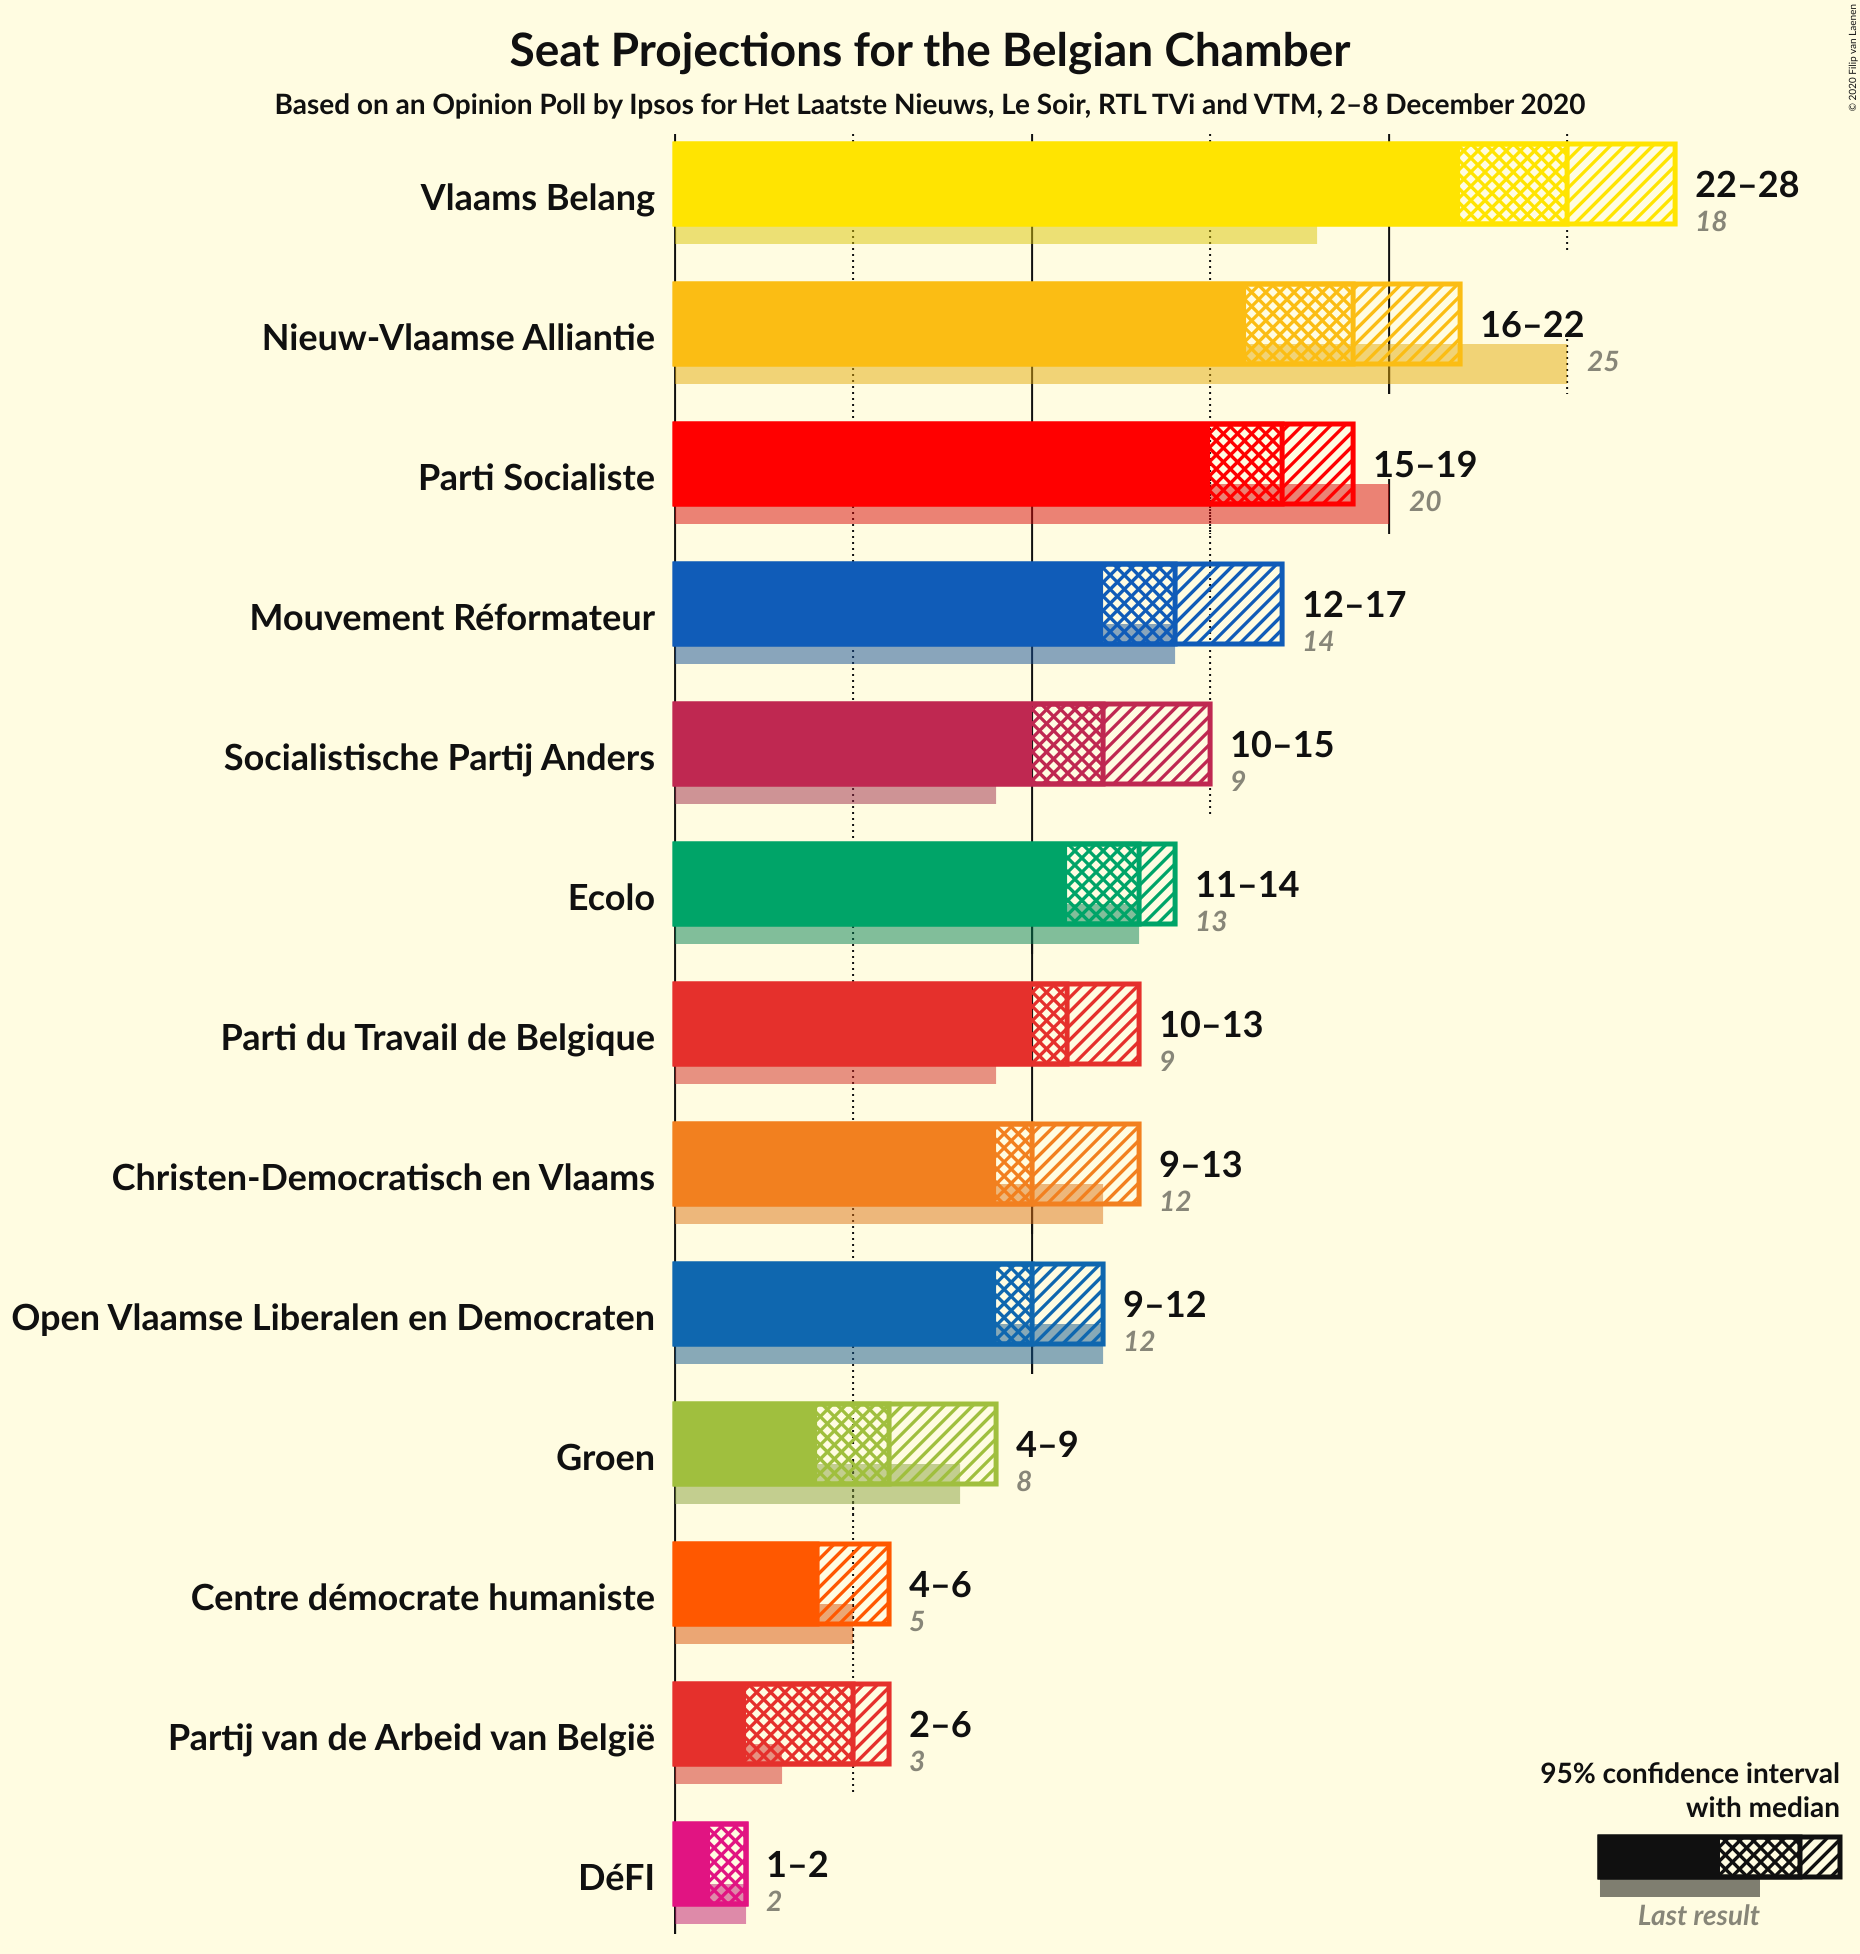 Seat Projections for the Belgian Chamber
Based on an Opinion Poll by Ipsos for Het Laatste Nieuws, Le Soir, RTL TVi and VTM, 2–8 December 2020
© 2020 Filip van Laenen
Vlaams Belang
22–28
18
Nieuw-Vlaamse Alliantie
16–22
25
Parti Socialiste
15–19
20
Mouvement Réformateur
12–17
14
Socialistische Partij Anders
10–15
9
Ecolo
11–14
13
Parti du Travail de Belgique
10–13
9
Christen-Democratisch en Vlaams
9–13
12
Open Vlaamse Liberalen en Democraten
9–12
12
Groen
4–9
8
Centre démocrate humaniste
4–6
5
Partij van de Arbeid van België
2–6
3
DéFI
1–2
2
95% confidence interval
with median
Last result